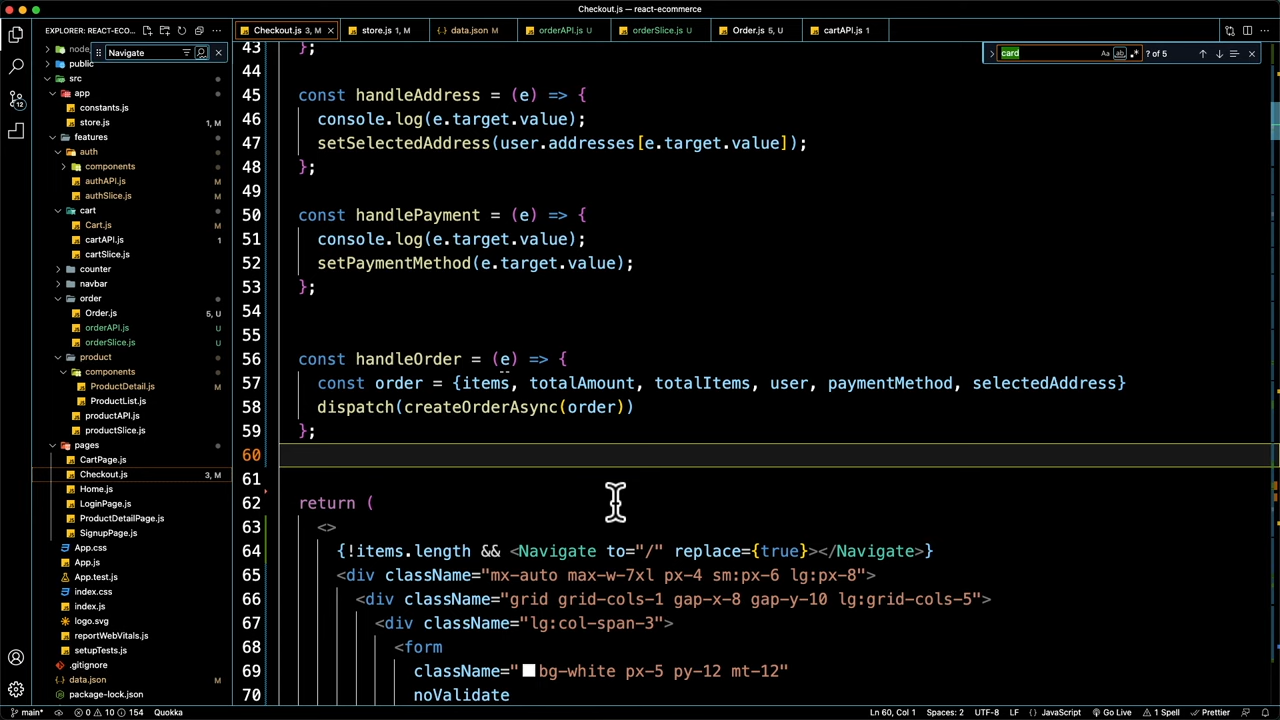 Checkout.js — react-ecommerce
EXPLORER: REACT-ECO... ···
Checkout.js 3, M ×
store.js 1, M
data.json M
orderAPI.js U
orderSlice.js U
Order.js 5, U
cartAPI.js 1
···
Navigate
node
public
src
app
constants.js
store.js 1, M
features
auth
components
authAPI.js M
authSlice.js M
cart
Cart.js M
cartAPI.js 1
cartSlice.js
counter
navbar
order
Order.js 5, U
orderAPI.js U
orderSlice.js U
product
components
ProductDetail.js M
ProductList.js
productAPI.js
productSlice.js
pages
CartPage.js
Checkout.js 3, M
Home.js
LoginPage.js
ProductDetailPage.js
SignupPage.js
App.css
App.js
App.test.js
index.css
index.js
logo.svg
reportWebVitals.js
setupTests.js
.gitignore
data.json M
package-lock.json
card Aa ab .* ? of 5
43 };
44
45 const handleAddress = (e) => {
46 console.log(e.target.value);
47 setSelectedAddress(user.addresses[e.target.value]);
48 };
49
50 const handlePayment = (e) => {
51 console.log(e.target.value);
52 setPaymentMethod(e.target.value);
53 };
54
55
56 const handleOrder = (e) => {
57 const order = {items, totalAmount, totalItems, user, paymentMethod, selectedAddress}
58 dispatch(createOrderAsync(order))
59 };
60
61
62 return (
63 <>
64 {!items.length && <Navigate to="/" replace={true}></Navigate>}
65 <div className="mx-auto max-w-7xl px-4 sm:px-6 lg:px-8">
66 <div className="grid grid-cols-1 gap-x-8 gap-y-10 lg:grid-cols-5">
67 <div className="lg:col-span-3">
68 <form
69 className="bg-white px-5 py-12 mt-12"
70 noValidate
main* 0 10 154 Quokka
Ln 60, Col 1 Spaces: 2 UTF-8 LF JavaScript Go Live 1 Spell Prettier